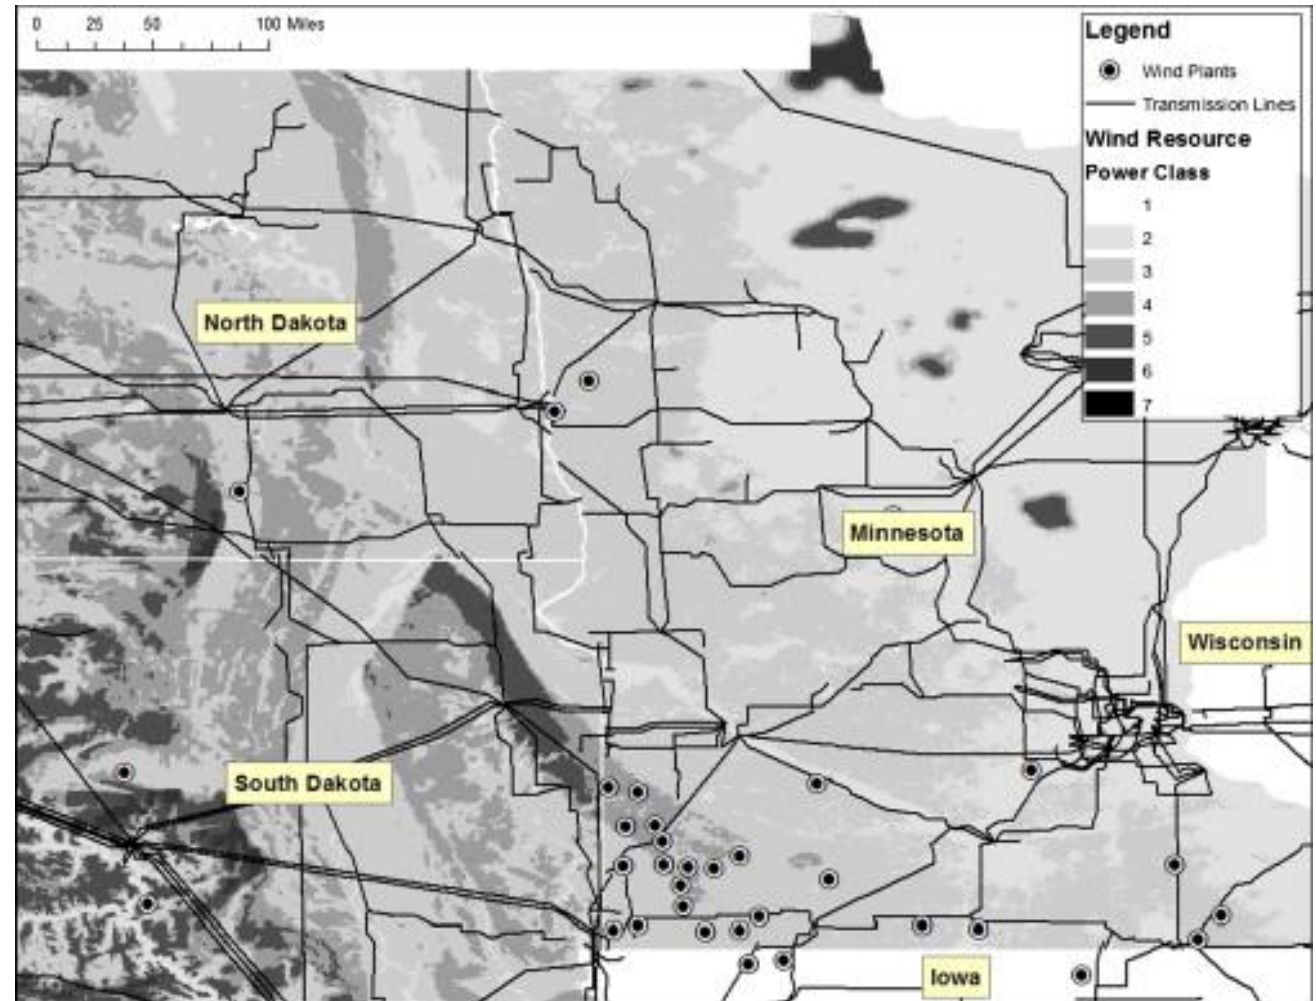 0 25 50 100 Miles
Legend
Wind Plants
Transmission Lines
Wind Resource
Power Class
1
2
3
4
5
6
7
North Dakota
Minnesota
Wisconsin
South Dakota
Iowa